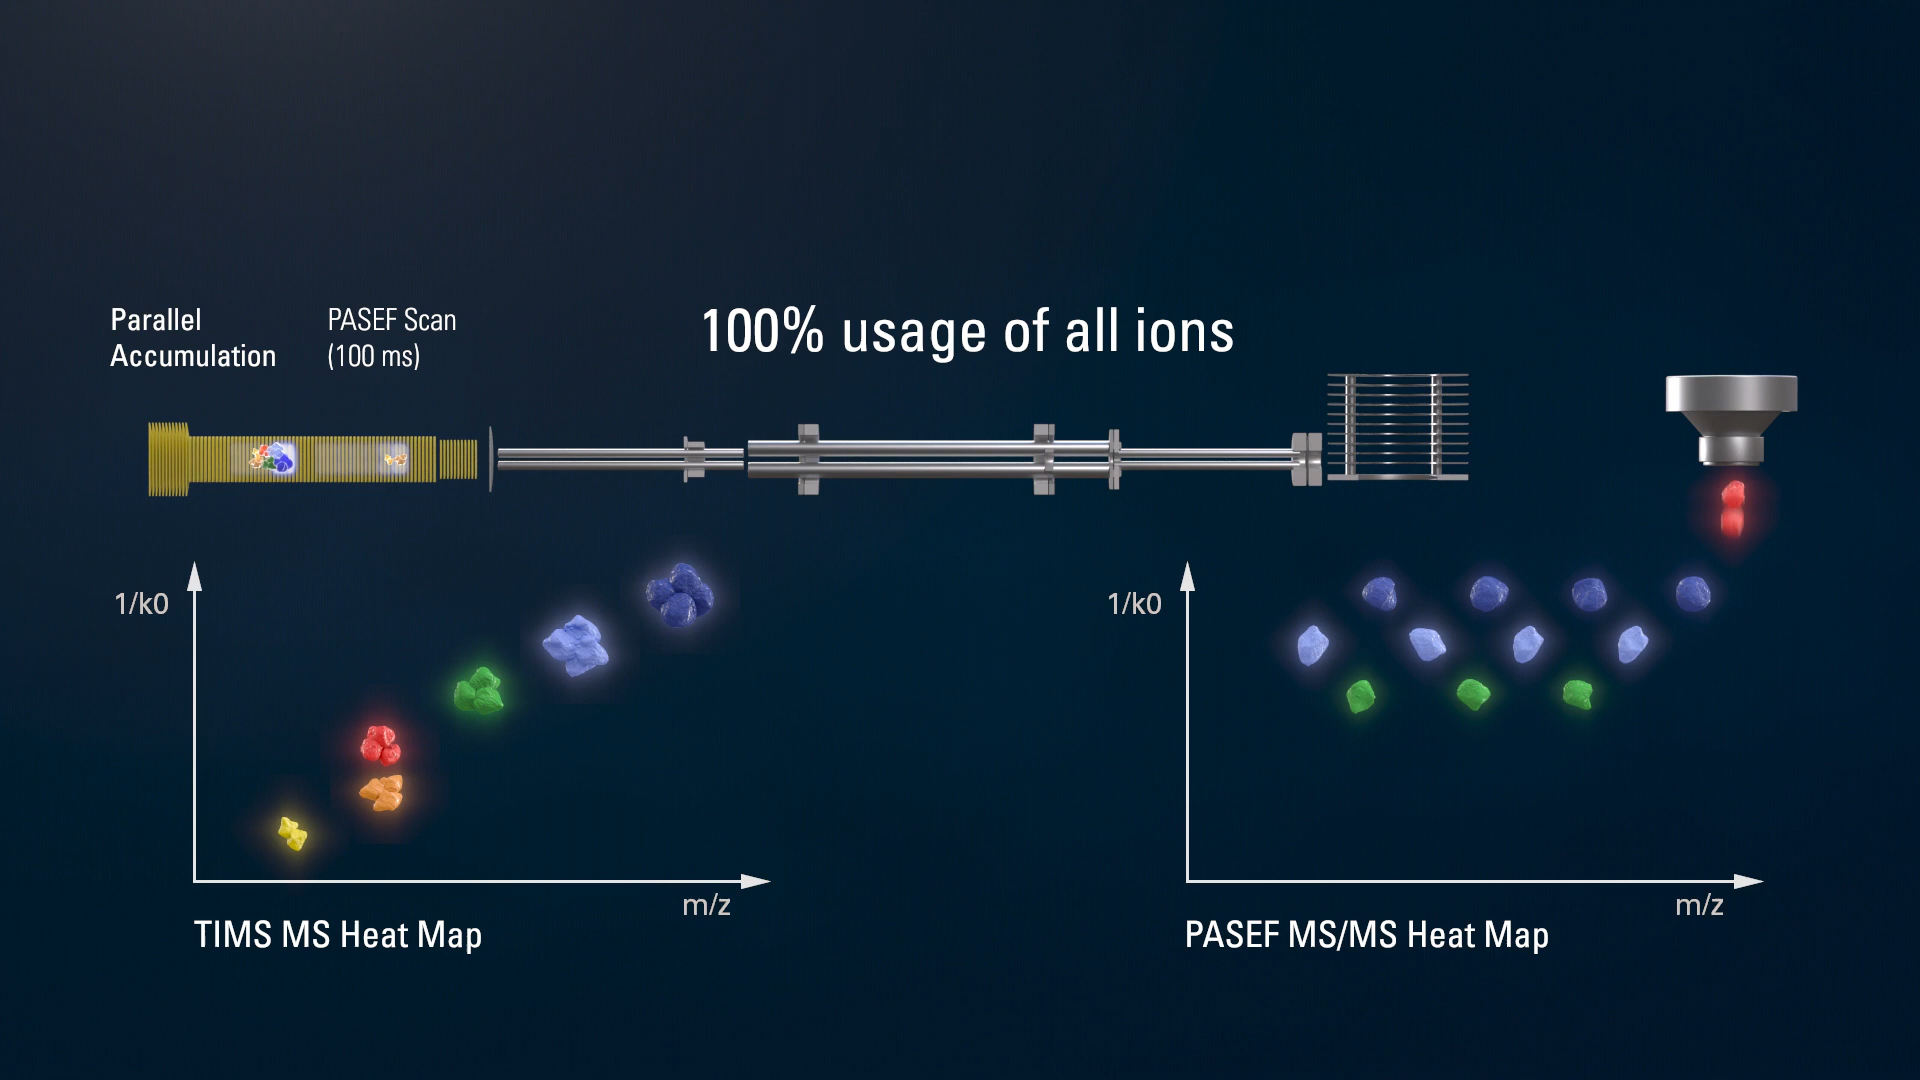 Parallel
Accumulation
PASEF Scan
(100 ms)
100% usage of all ions
1/k0
m/z
TIMS MS Heat Map
1/k0
m/z
PASEF MS/MS Heat Map